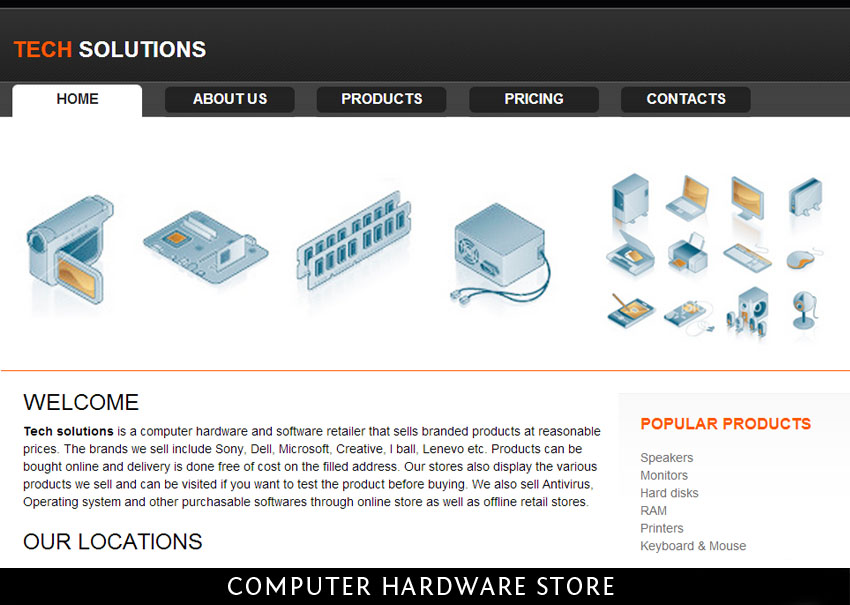 TECH SOLUTIONS
HOME ABOUT US PRODUCTS PRICING CONTACTS
WELCOME
Tech solutions is a computer hardware and software retailer that sells branded products at reasonable
prices. The brands we sell include Sony, Dell, Microsoft, Creative, I ball, Lenevo etc. Products can be
bought online and delivery is done free of cost on the filled address. Our stores also display the various
products we sell and can be visited if you want to test the product before buying. We also sell Antivirus,
Operating system and other purchasable softwares through online store as well as offline retail stores.
OUR LOCATIONS
POPULAR PRODUCTS
Speakers
Monitors
Hard disks
RAM
Printers
Keyboard & Mouse
COMPUTER HARDWARE STORE